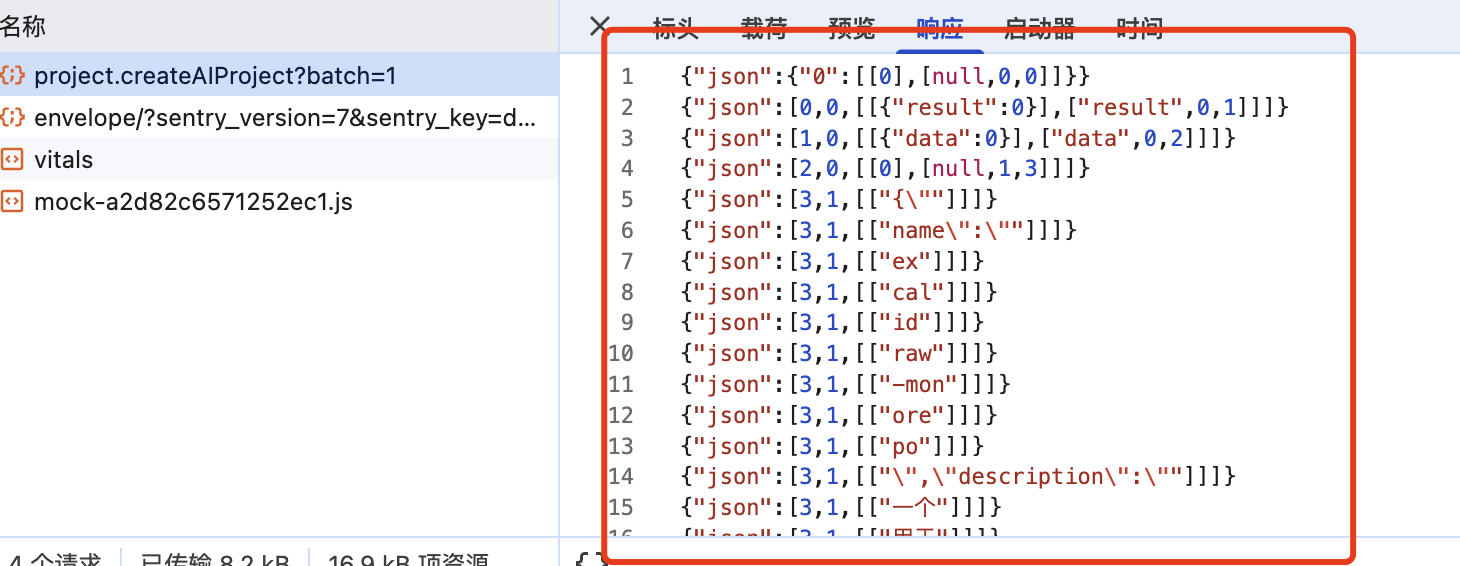 名称
project.createAIProject?batch=1
envelope/?sentry_version=7&sentry_key=d...
vitals
mock-a2d82c6571252ec1.js
4 个请求 已传输 8.2 kB 16.9 kB 项资源
标头 载荷 预览 响应 启动器 时间
1 {"json":{"0":[[0],[null,0,0]]}}
2 {"json":[0,0,[[{"result":0}],["result",0,1]]]}
3 {"json":[1,0,[[{"data":0}],["data",0,2]]]}
4 {"json":[2,0,[[0],[null,1,3]]]}
5 {"json":[3,1,[["{\""]]]}
6 {"json":[3,1,[["name\":\""]]]}
7 {"json":[3,1,[["ex"]]]}
8 {"json":[3,1,[["cal"]]]}
9 {"json":[3,1,[["id"]]]}
10 {"json":[3,1,[["raw"]]]}
11 {"json":[3,1,[["-mon"]]]}
12 {"json":[3,1,[["ore"]]]}
13 {"json":[3,1,[["po"]]]}
14 {"json":[3,1,[["\",\"description\":\""]]]}
15 {"json":[3,1,[["一个"]]]}
16 {"json":[3,1,[["用于"]]]}
{ }